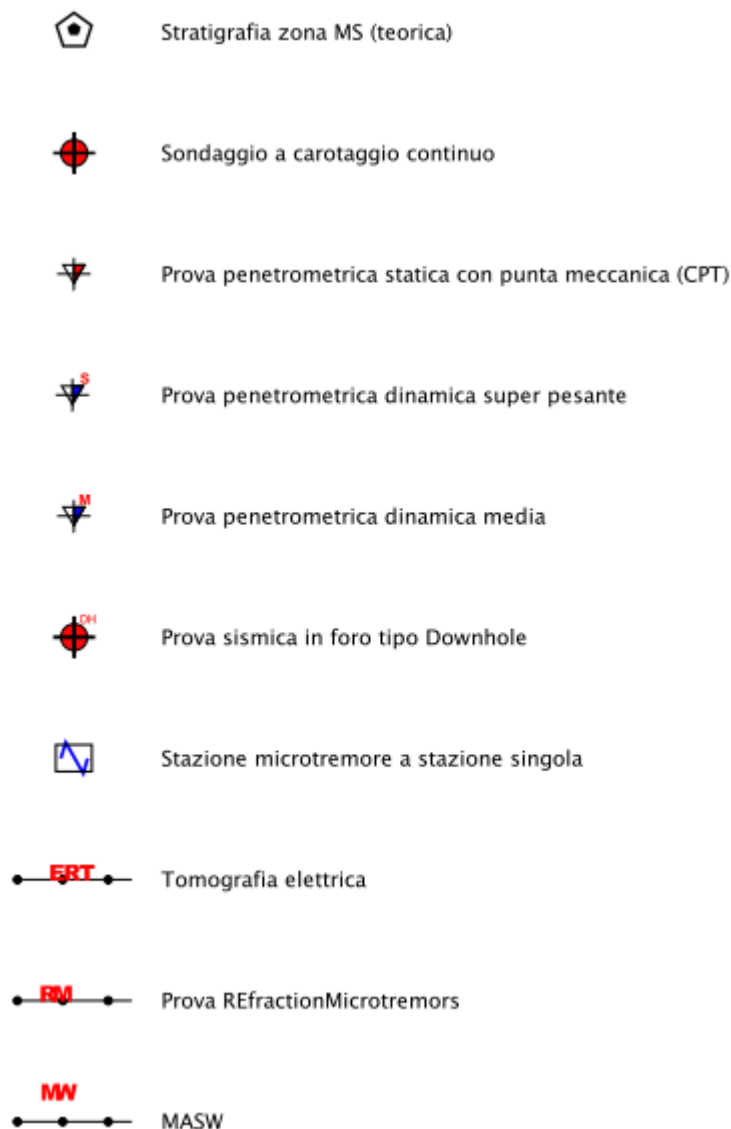 Stratigrafia zona MS (teorica)
Sondaggio a carotaggio continuo
Prova penetrometrica statica con punta meccanica (CPT)
S
Prova penetrometrica dinamica super pesante
M
Prova penetrometrica dinamica media
DH
Prova sismica in foro tipo Downhole
Stazione microtremore a stazione singola
ERT
Tomografia elettrica
RM
Prova REfractionMicrotremors
MW
MASW